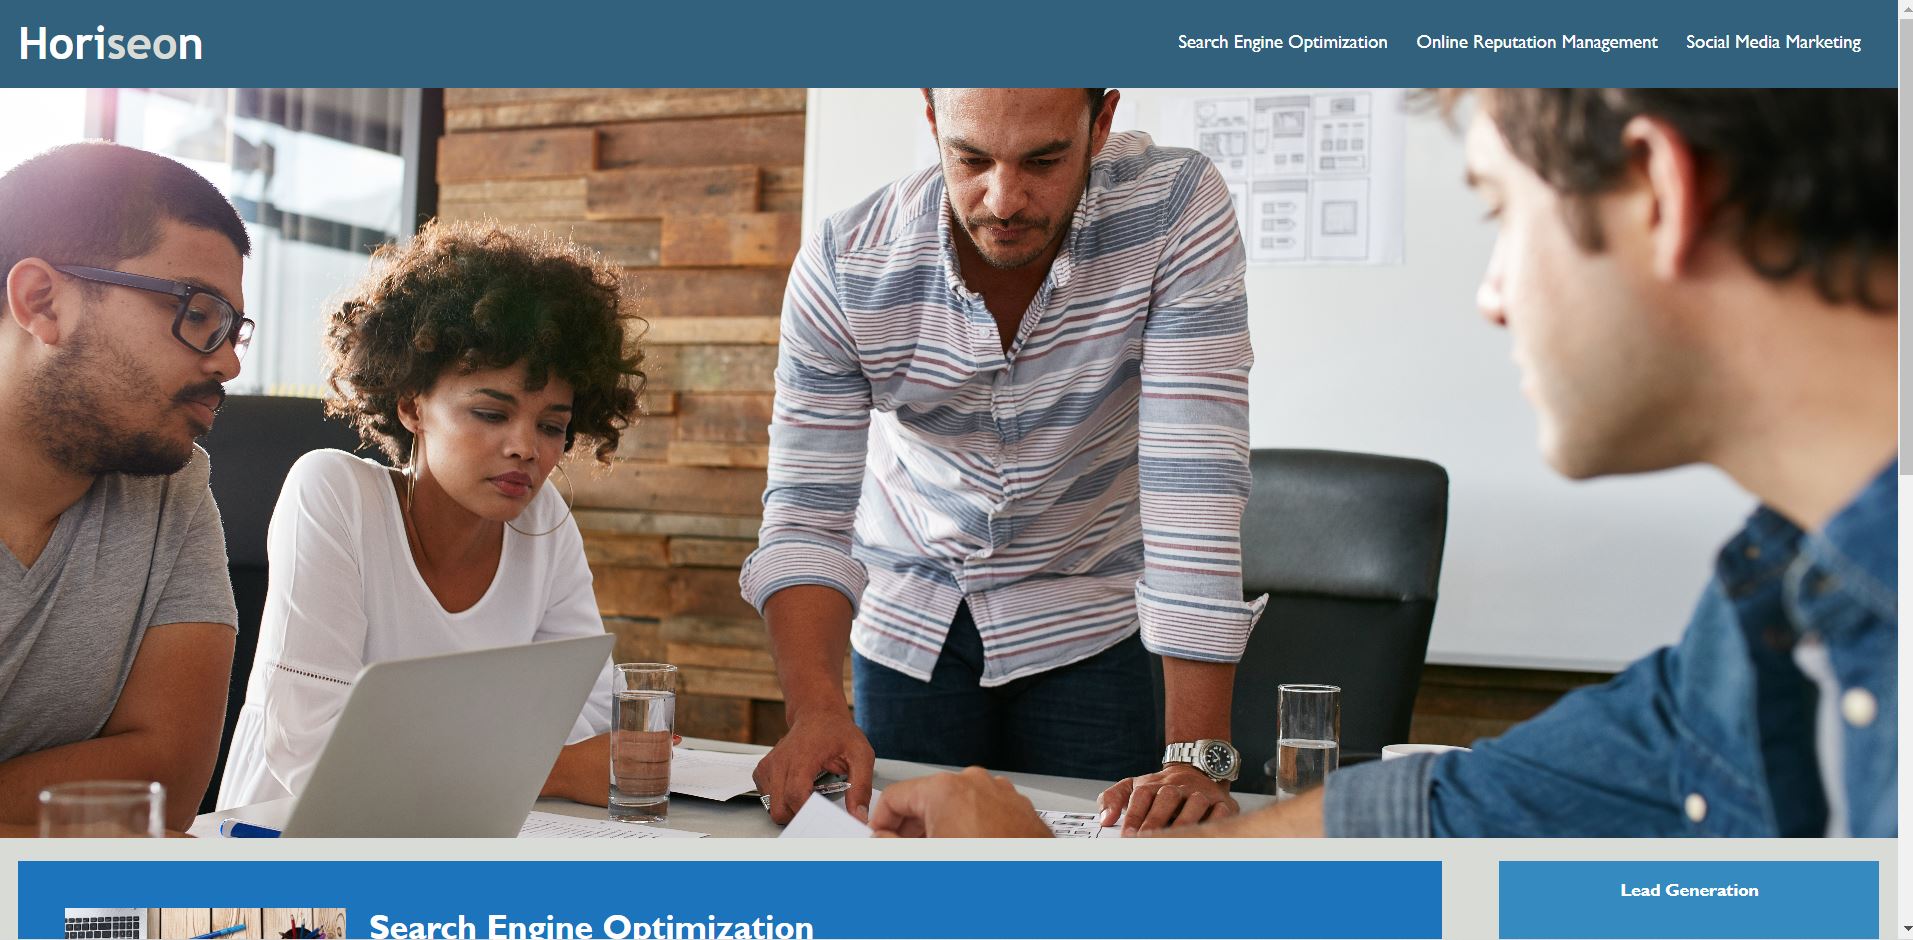 Horiseon
Search Engine Optimization Online Reputation Management Social Media Marketing
Search Engine Optimization
Lead Generation